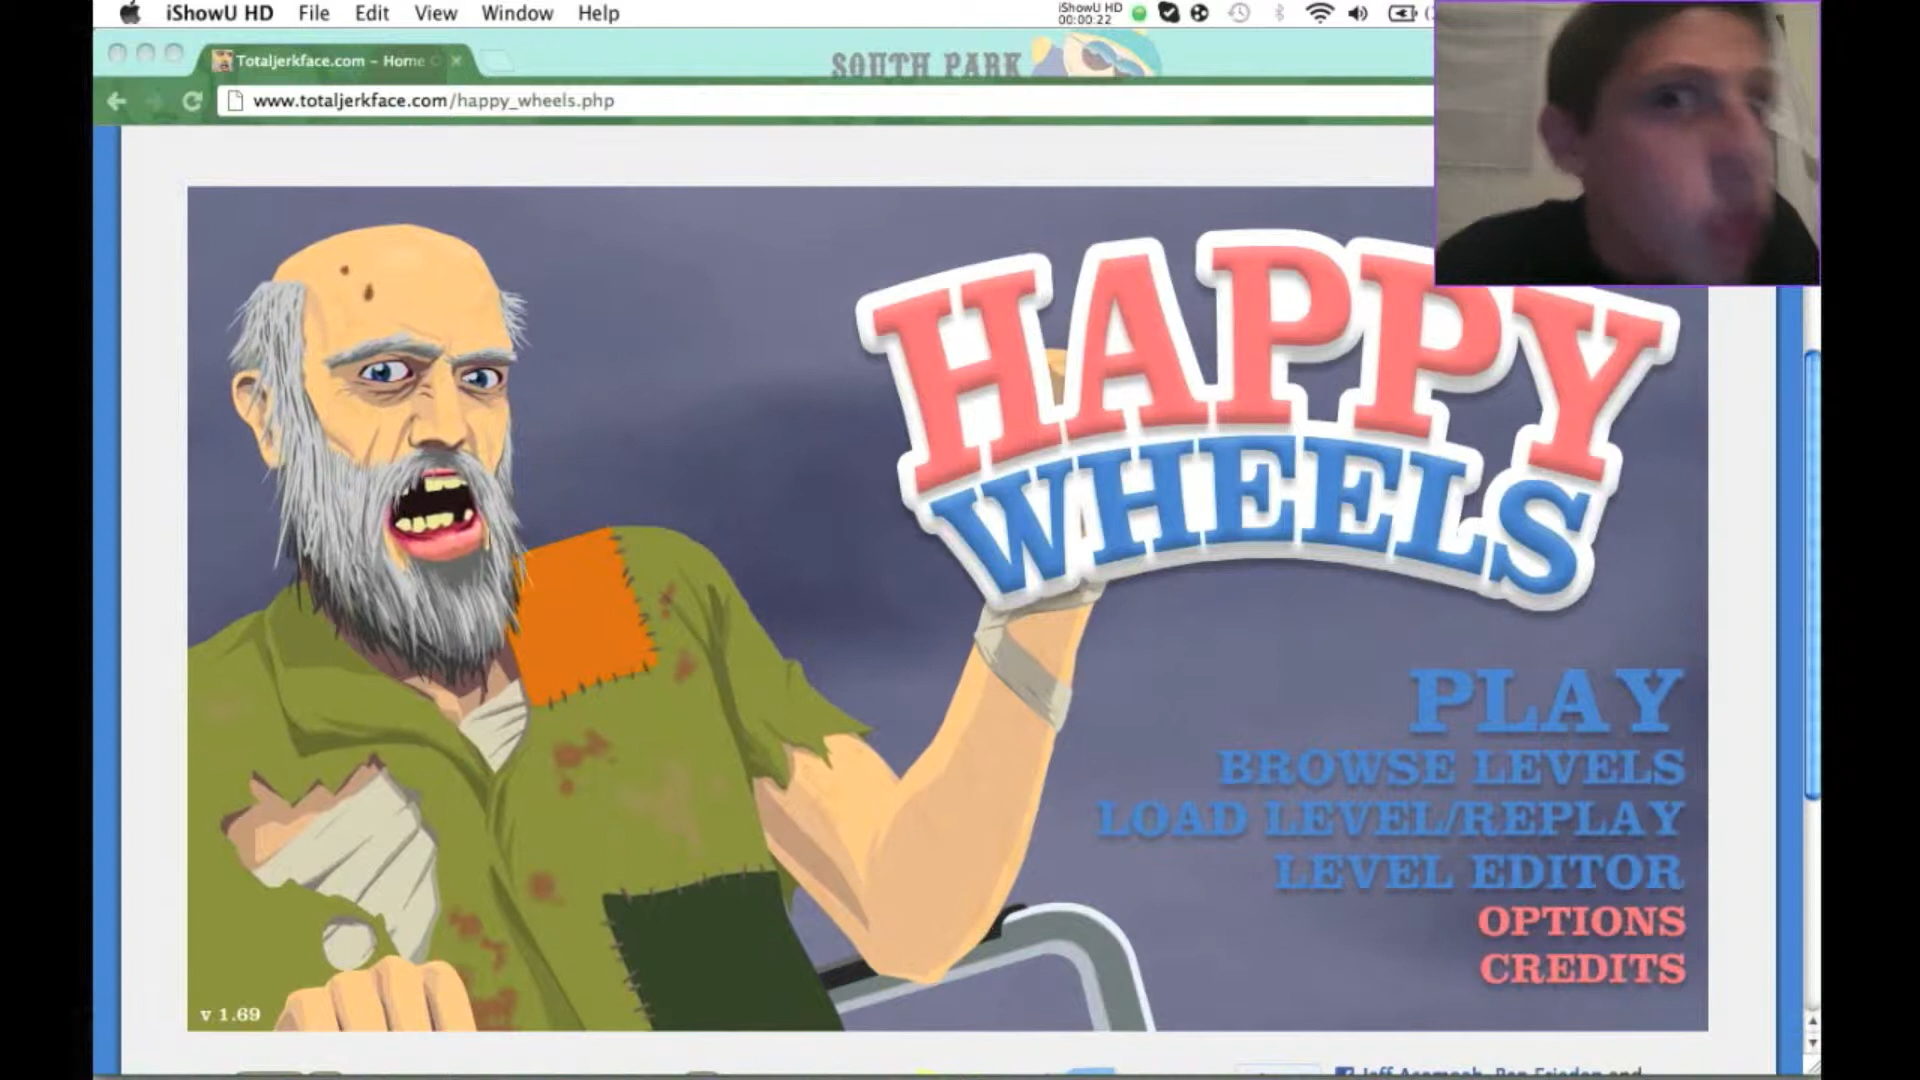 iShowU HD File Edit View Window Help
iShowU HD
00:00:22
Totaljerkface.com – Home
SOUTH PARK
www.totaljerkface.com/happy_wheels.php
HAPPY
WHEELS
PLAY
BROWSE LEVELS
LOAD LEVEL/REPLAY
LEVEL EDITOR
OPTIONS
CREDITS
v 1.69